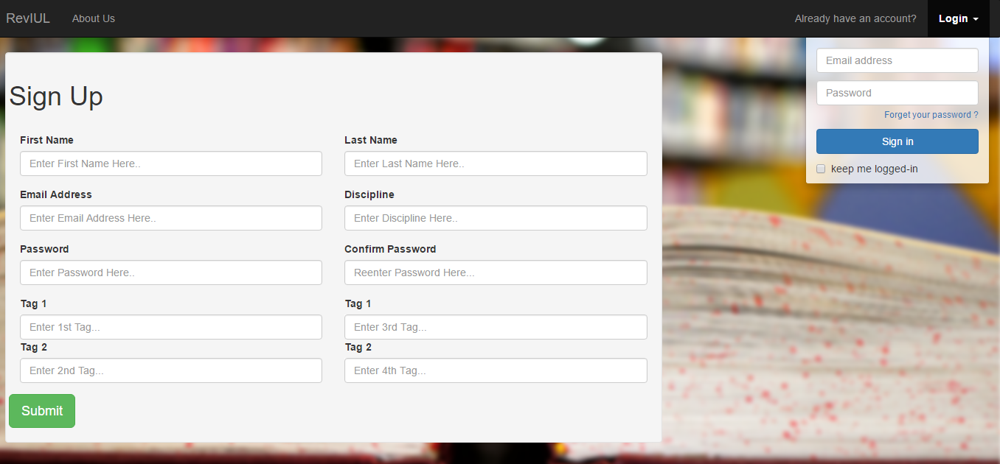 RevIUL About Us Already have an account? Login
Email address
Password
Forget your password ?
Sign in
keep me logged-in
Sign Up
First Name Last Name
Enter First Name Here.. Enter Last Name Here..
Email Address Discipline
Enter Email Address Here.. Enter Discipline Here..
Password Confirm Password
Enter Password Here.. Reenter Password Here...
Tag 1 Tag 1
Enter 1st Tag... Enter 3rd Tag...
Tag 2 Tag 2
Enter 2nd Tag... Enter 4th Tag...
Submit